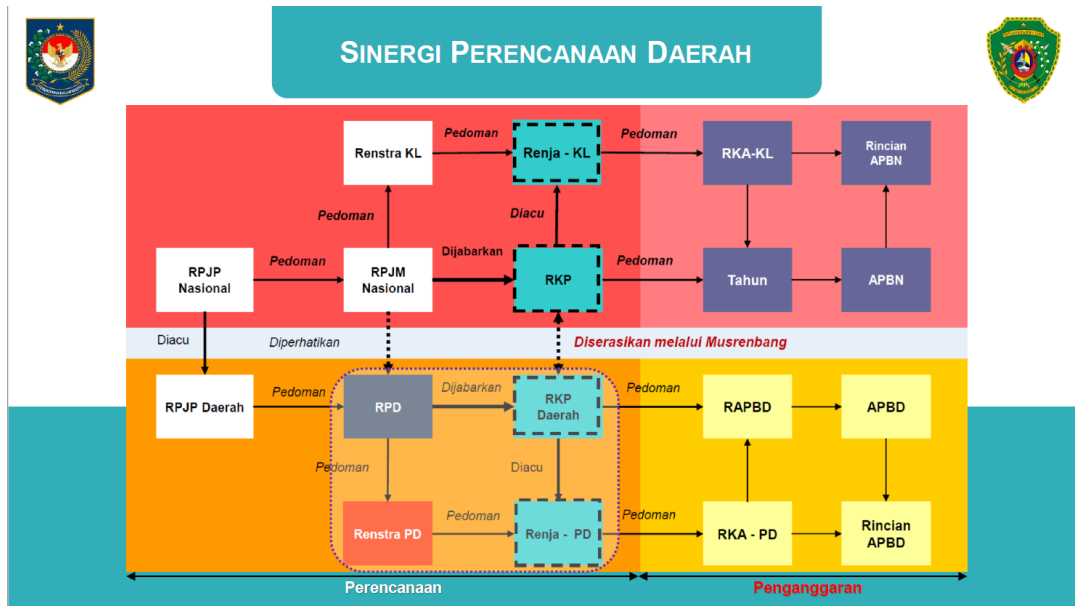 SINERGI PERENCANAAN DAERAH
Renstra KL
Pedoman
Renja - KL
Pedoman
RKA-KL
Rincian
APBN
Pedoman
Diacu
RPJP
Nasional
Pedoman
RPJM
Nasional
Dijabarkan
RKP
Pedoman
Tahun
APBN
Diacu
Diperhatikan
Diserasikan melalui Musrenbang
RPJP Daerah
Pedoman
RPD
Dijabarkan
RKP
Daerah
Pedoman
RAPBD
APBD
Pedoman
Diacu
Renstra PD
Pedoman
Renja - PD
Pedoman
RKA - PD
Rincian
APBD
Perencanaan
Penganggaran